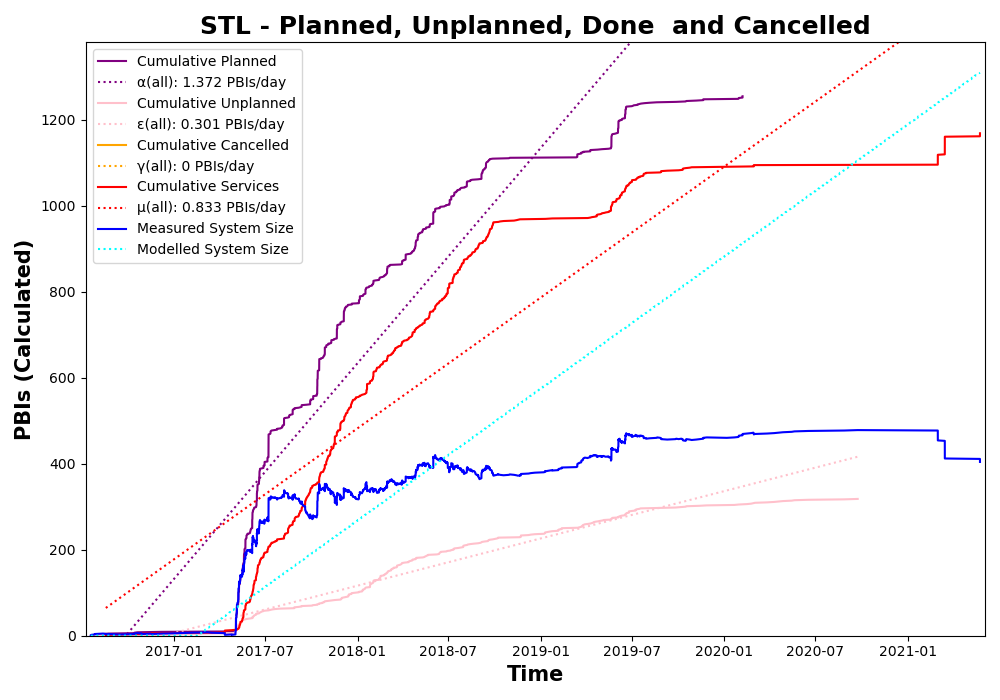 STL - Planned, Unplanned, Done  and Cancelled
Cumulative Planned
α(all): 1.372 PBIs/day
Cumulative Unplanned
ε(all): 0.301 PBIs/day
Cumulative Cancelled
γ(all): 0 PBIs/day
Cumulative Services
μ(all): 0.833 PBIs/day
Measured System Size
Modelled System Size
PBIs (Calculated)
1200
1000
800
600
400
200
0
2017-01 2017-07 2018-01 2018-07 2019-01 2019-07 2020-01 2020-07 2021-01
Time